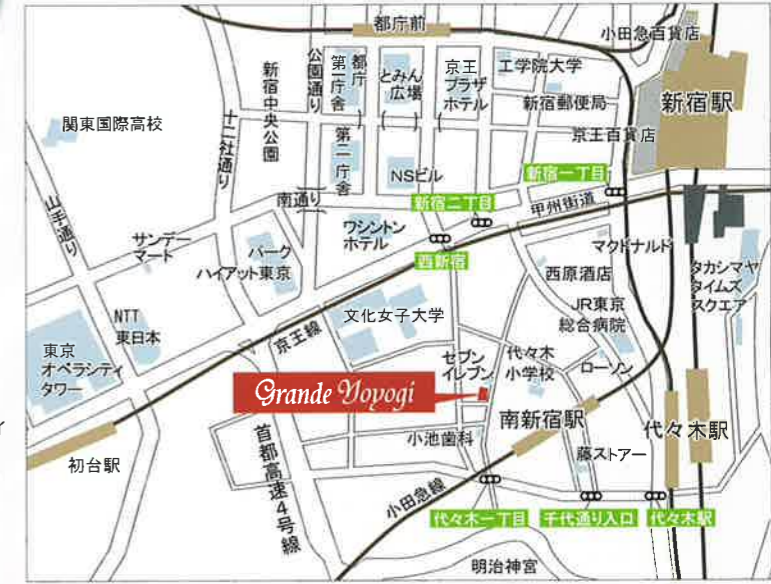 都庁前
小田急百貨店
新宿駅
工学院大学
京王
プラザ
ホテル
とみん
広場
都庁
第一庁舎
公園通り
新宿中央公園
新宿郵便局
京王百貨店
十二社通り
関東国際高校
第二庁舎
NSビル
新宿一丁目
新宿二丁目
甲州街道
南通り
山手通り
サンデー
マート
パーク
ハイアット東京
ワシントン
ホテル
西新宿
マクドナルド
西原酒店
タカシマヤ
タイムズ
スクエア
JR東京
総合病院
NTT
東日本
文化女子大学
京王線
東京
オペラシティ
タワー
セブン
イレブン
代々木
小学校
ローソン
Grande Yoyogi
南新宿駅
代々木駅
小池歯科
藤ストアー
初台駅
首都高速4号線
小田急線
代々木一丁目
千代通り入口
代々木駅
明治神宮